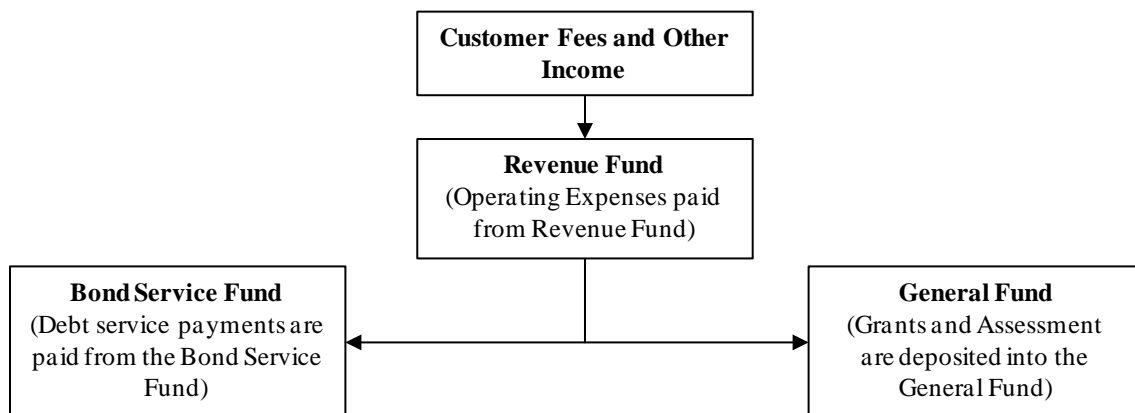 Customer Fees and Other
Income
Revenue Fund
(Operating Expenses paid
from Revenue Fund)
Bond Service Fund
(Debt service payments are
paid from the Bond Service
Fund)
General Fund
(Grants and Assessment
are deposited into the
General Fund)